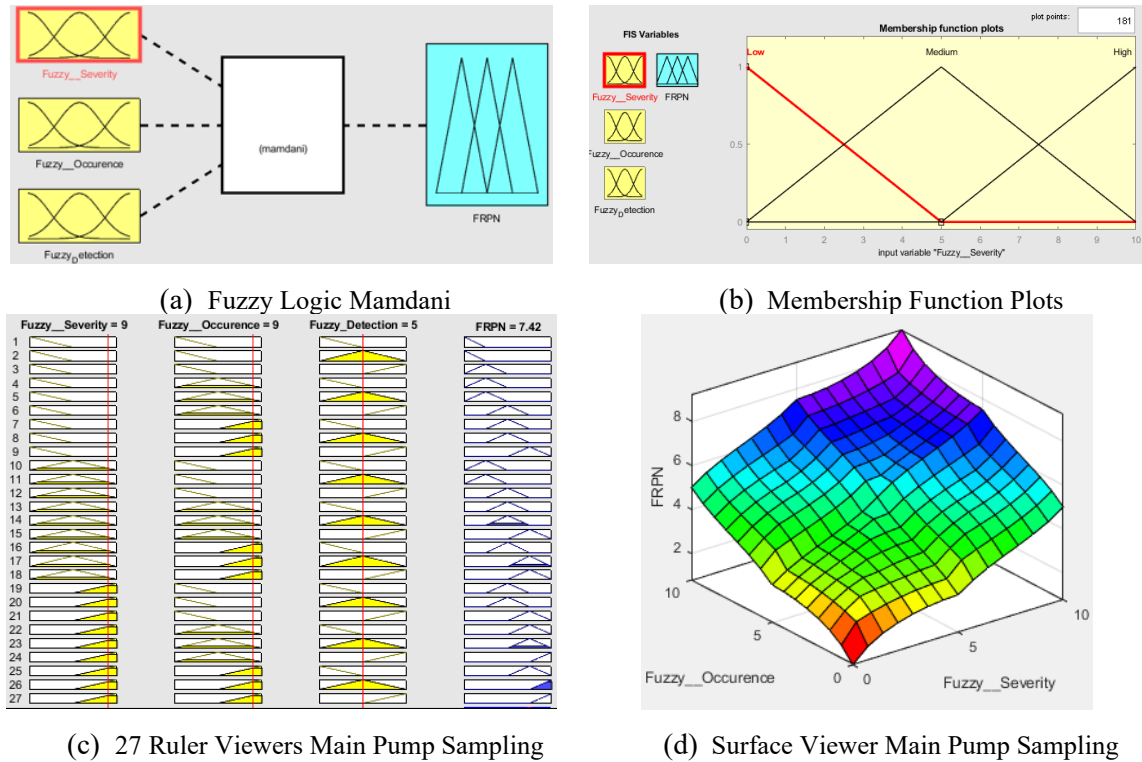 Fuzzy__Severity
Fuzzy__Occurence
Fuzzy_Detection
(mamdani)
FRPN
(a) Fuzzy Logic Mamdani
plot points: 181
FIS Variables
Membership function plots
Fuzzy__Severity
FRPN
Fuzzy__Occurence
Fuzzy_Detection
Low
Medium
High
1
0.5
0
0 1 2 3 4 5 6 7 8 9 10
input variable "Fuzzy__Severity"
(b) Membership Function Plots
Fuzzy__Severity = 9 Fuzzy__Occurence = 9 Fuzzy_Detection = 5 FRPN = 7.42
1
2
3
4
5
6
7
8
9
10
11
12
13
14
15
16
17
18
19
20
21
22
23
24
25
26
27
(c) 27 Ruler Viewers Main Pump Sampling
FRPN
8
6
4
2
10
5
0
0
5
10
Fuzzy__Occurence
Fuzzy__Severity
(d) Surface Viewer Main Pump Sampling